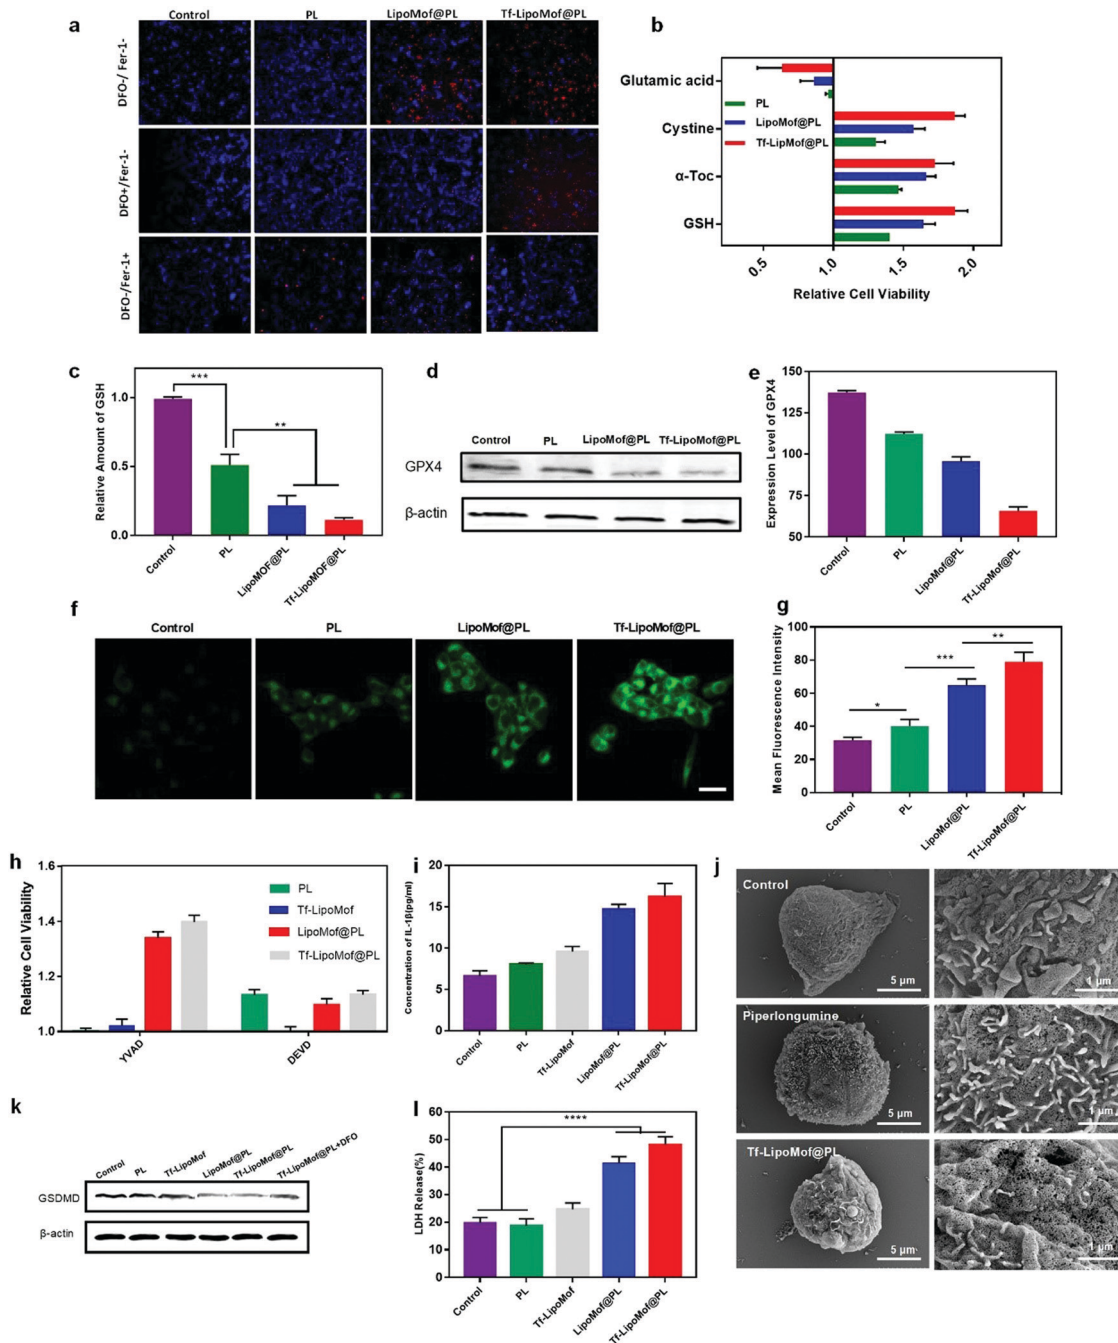 a
Control PL LipoMof@PL Tf-LipoMof@PL
DFO-/ Fer-1-
DFO+/Fer-1-
DFO-/Fer-1+
b
Glutamic acid
Cystine
α-Toc
GSH
PL
LipoMof@PL
Tf-LipMof@PL
0.5 1.0 1.5 2.0
Relative Cell Viability
c
Relative Amount of GSH
1.0
0.5
0.0
***
**
Control PL LipoMOF@PL Tf-LipoMOF@PL
d
Control PL LipoMof@PL Tf-LipoMof@PL
GPX4
β-actin
e
Expression Level of GPX4
150
125
100
75
50
Control PL LipoMof@PL Tf-LipoMof@PL
f
Control PL LipoMof@PL Tf-LipoMof@PL
g
Mean Fluorescence Intensity
100
80
60
40
20
0
*
***
**
Control PL LipoMof@PL Tf-LipoMof@PL
h
Relative Cell Viability
1.6
1.4
1.2
1.0
PL
Tf-LipoMof
LipoMof@PL
Tf-LipoMof@PL
YVAD DEVD
i
Concentration of IL-1β(pg/ml)
20
15
10
5
0
Control PL Tf-LipoMof LipoMof@PL Tf-LipoMof@PL
j
Control
5 µm 1 µm
Piperlongumine
5 µm 1 µm
Tf-LipoMof@PL
5 µm 1 µm
k
Control PL Tf-LipoMof LipoMof@PL Tf-LipoMof@PL Tf-LipoMof@PL+DFO
GSDMD
β-actin
l
LDH Release(%)
60
50
40
30
20
10
0
****
Control PL Tf-LipoMof LipoMof@PL Tf-LipoMof@PL